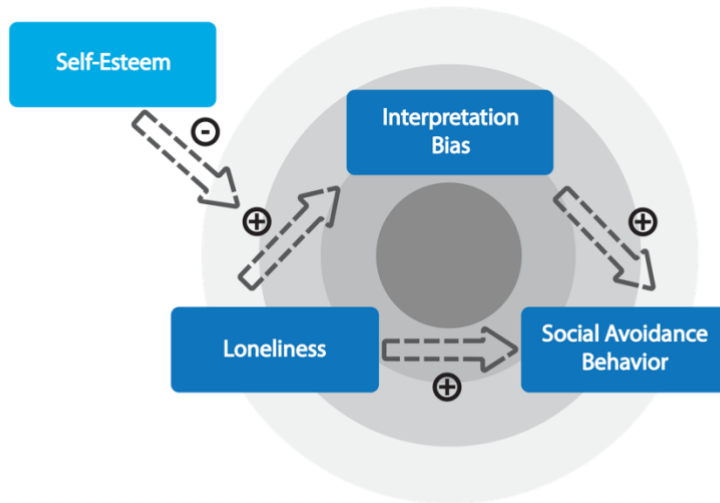 Self-Esteem
-
Interpretation
Bias
+
+
Loneliness
Social Avoidance
Behavior
+